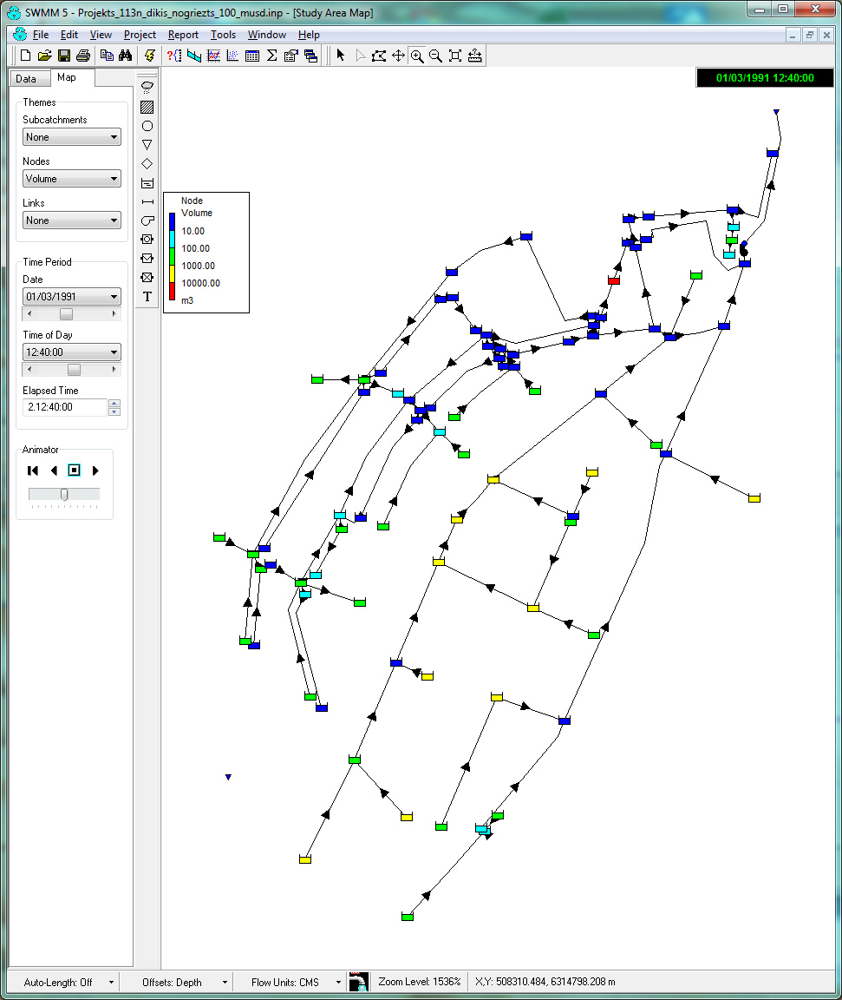 SWMM 5 - Projekts_113n_dikis_nogriezts_100_musd.inp - [Study Area Map]
File Edit View Project Report Tools Window Help
Data Map
01/03/1991 12:40:00
Themes
Subcatchments
None
Nodes
Volume
Links
None
Time Period
Date
01/03/1991
Time of Day
12:40:00
Elapsed Time
2.12:40:00
Animator
T
Node
Volume
10.00
100.00
1000.00
10000.00
m3
Auto-Length: Off Offsets: Depth Flow Units: CMS Zoom Level: 1536% X,Y: 508310.484, 6314798.208 m